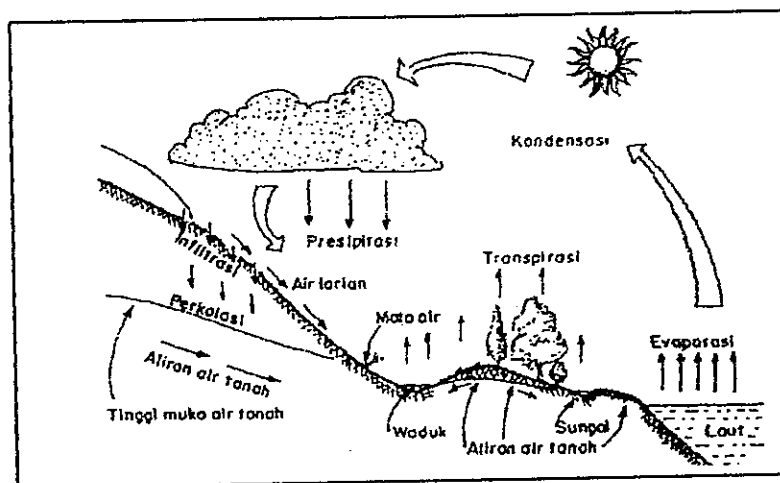 Kondensasi
Presipitasi
Infiltrasi
Air larian
Transpirasi
Perkolasi
Mata air
Evaporasi
Aliran air tanah
Tinggi muka air tanah
Waduk
Aliran air tanah
Sungai
Laut